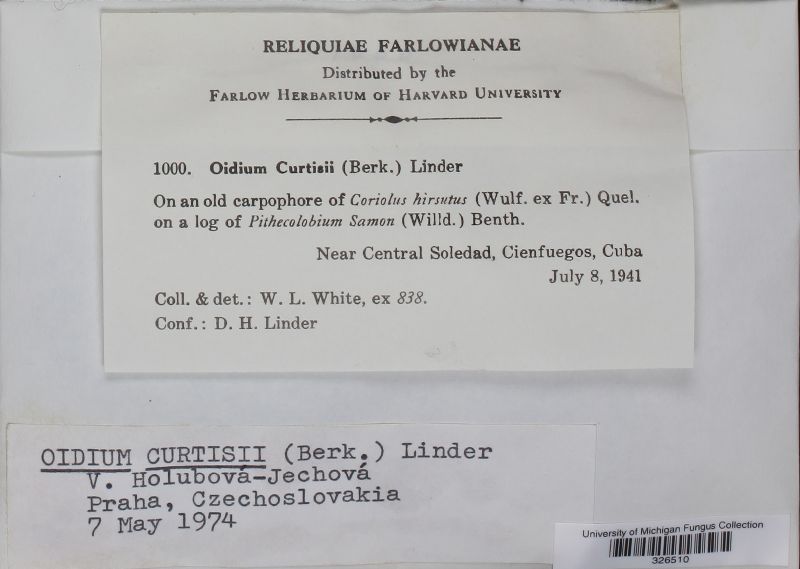 RELIQUIAE FARLOWIANAE
Distributed by the
FARLOW HERBARIUM OF HARVARD UNIVERSITY
1000. Oidium Curtisii (Berk.) Linder
On an old carpophore of Coriolus hirsutus (Wulf. ex Fr.) Quel.
on a log of Pithecolobium Samon (Willd.) Benth.
Near Central Soledad, Cienfuegos, Cuba
July 8, 1941
Coll. & det.: W. L. White, ex 838.
Conf.: D. H. Linder
OIDIUM CURTISII (Berk.) Linder
V. Holubová-Jechová
Praha, Czechoslovakia
7 May 1974
University of Michigan Fungus Collection
326510